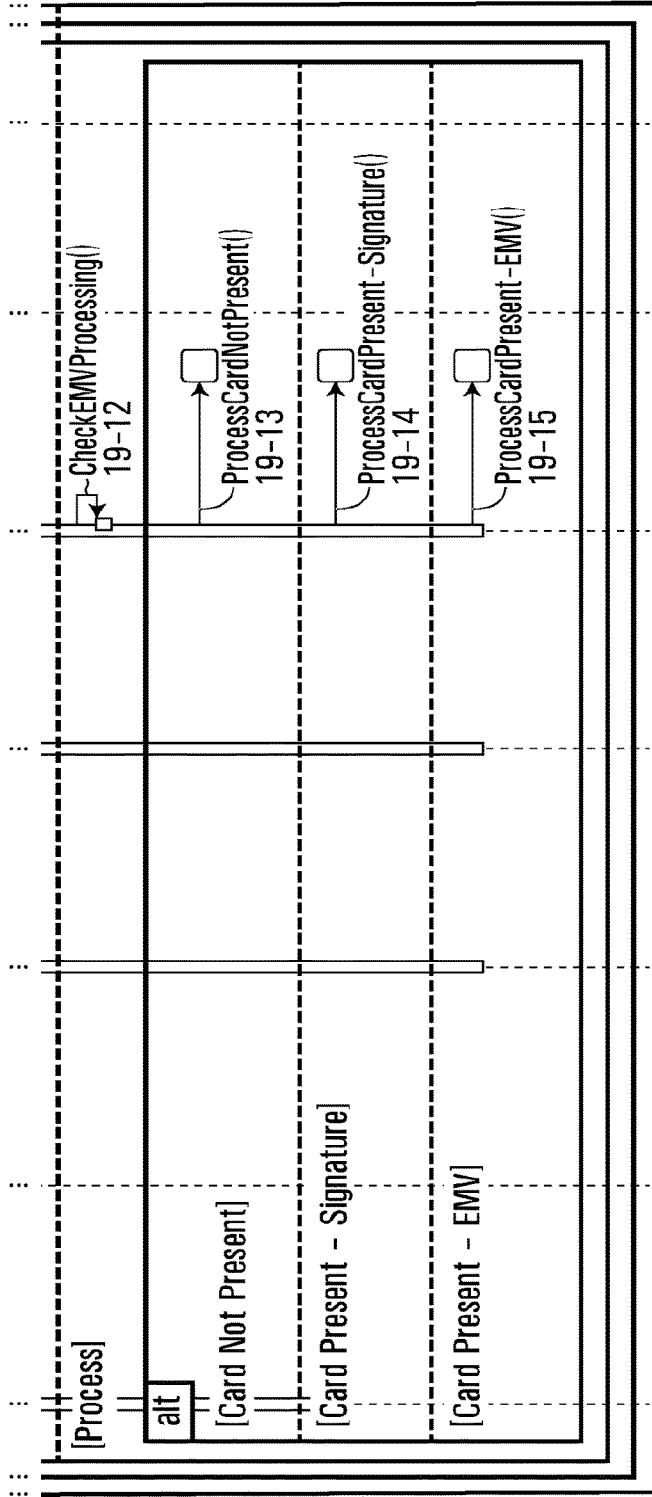 [Process]
CheckEMVProcessing()
19-12
alt
[Card Not Present]
ProcessCardNotPresent()
19-13
[Card Present - Signature]
ProcessCardPresent-Signature()
19-14
[Card Present - EMV]
ProcessCardPresent-EMV()
19-15